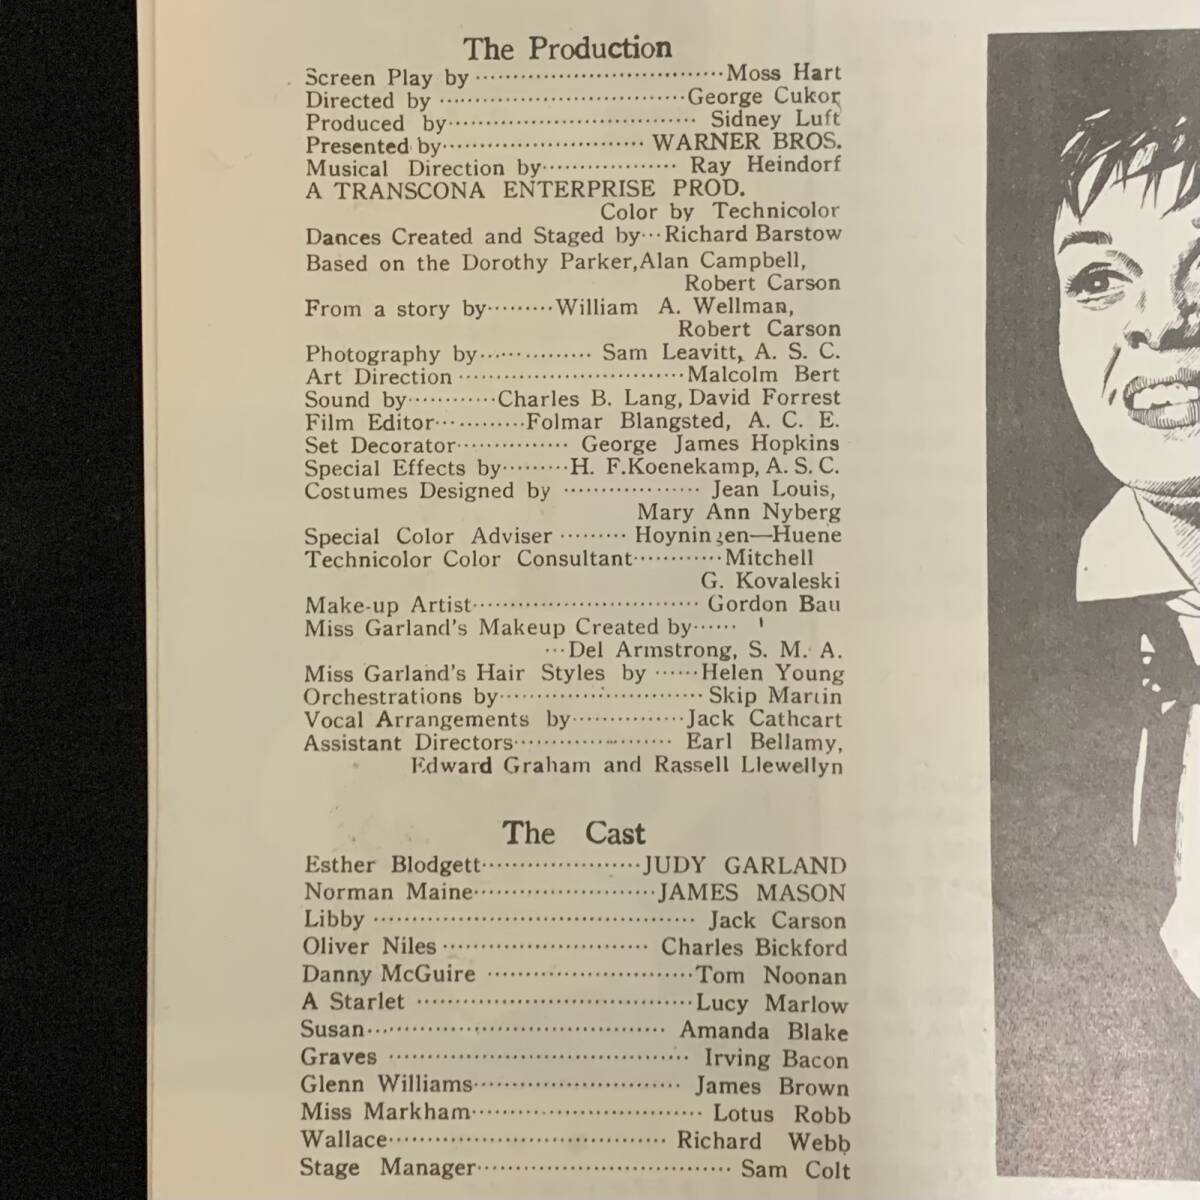 The Production
Screen Play by ································· Moss Hart
Directed by ································· George Cukor
Produced by································· Sidney Luft
Presented by··························· WARNER BROS.
Musical Direction by·················· Ray Heindorf
A TRANSCONA ENTERPRISE PROD.
Color by Technicolor
Dances Created and Staged by···Richard Barstow
Based on the Dorothy Parker,Alan Campbell,
Robert Carson
From a story by·········William A. Wellman,
Robert Carson
Photography by··············· Sam Leavitt, A. S. C.
Art Direction ······························Malcolm Bert
Sound by············Charles B. Lang, David Forrest
Film Editor············Folmar Blangsted, A. C. E.
Set Decorator··············· George James Hopkins
Special Effects by·········H. F.Koenekamp, A. S. C.
Costumes Designed by ·················· Jean Louis,
Mary Ann Nyberg
Special Color Adviser ········· Hoyningen—Huene
Technicolor Color Consultant············Mitchell
G. Kovaleski
Make-up Artist······························ Gordon Bau
Miss Garland's Makeup Created by······
···Del Armstrong, S. M. A.
Miss Garland's Hair Styles by ······Helen Young
Orchestrations by··························· Skip Martin
Vocal Arrangements by···············Jack Cathcart
Assistant Directors····················· Earl Bellamy,
Edward Graham and Rassell Llewellyn
The Cast
Esther Blodgett·····················JUDY GARLAND
Norman Maine························JAMES MASON
Libby ·········································· Jack Carson
Oliver Niles ··························· Charles Bickford
Danny McGuire ···························Tom Noonan
A Starlet ····································Lucy Marlow
Susan······································· Amanda Blake
Graves ······································· Irving Bacon
Glenn Williams··························· James Brown
Miss Markham······························ Lotus Robb
Wallace····································· Richard Webb
Stage Manager································· Sam Colt